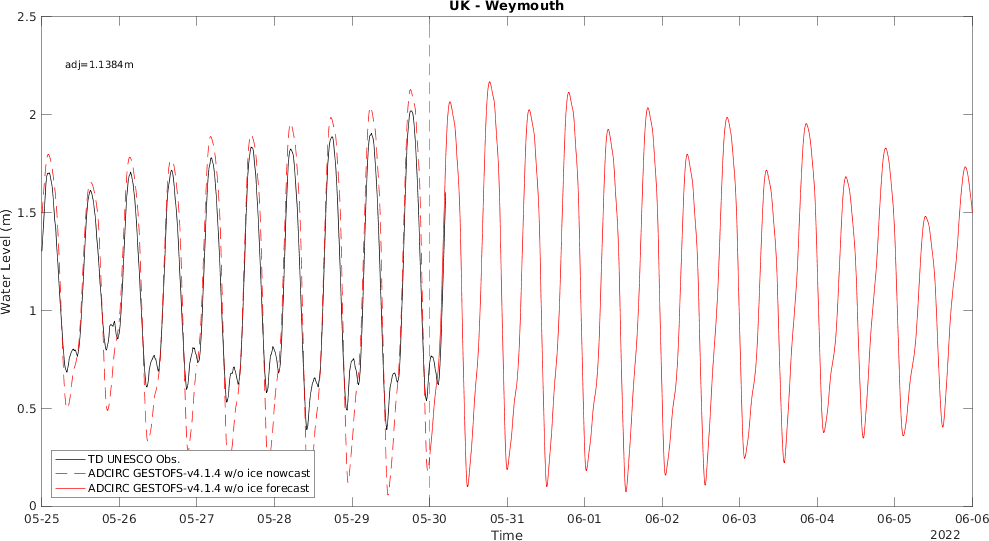 UK - Weymouth
2.5
adj=1.1384m
2
1.5
1
0.5
0
Water Level (m)
TD UNESCO Obs.
ADCIRC GESTOFS-v4.1.4 w/o ice nowcast
ADCIRC GESTOFS-v4.1.4 w/o ice forecast
05-25 05-26 05-27 05-28 05-29 05-30 05-31 06-01 06-02 06-03 06-04 06-05 06-06
Time
2022